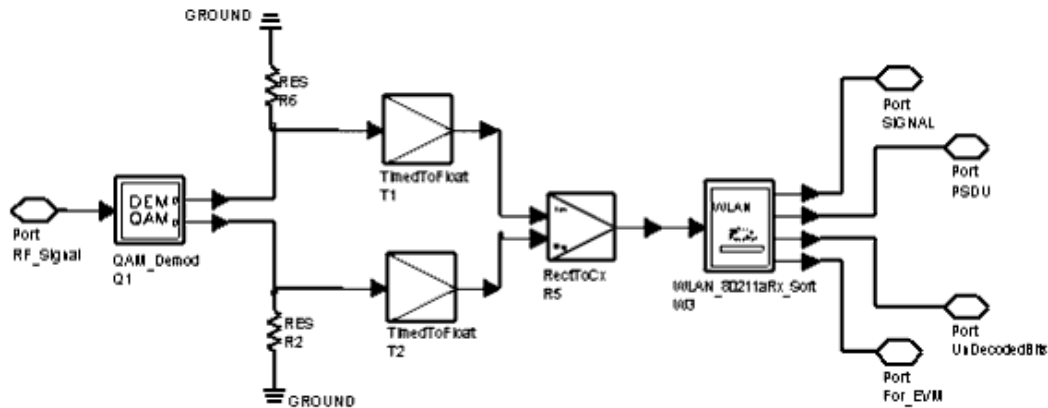 GROUND
RES
R6
Port
SIGNAL
TimedToFloat
T1
Port
PSDU
DEM
QAM
WLAN
Port
RF_Signal
QAM_Demod
Q1
RectToCx
R5
WLAN_80211aRx_Soft
W3
RES
R2
TimedToFloat
T2
Port
UnDecodedBits
GROUND
Port
For_EVM